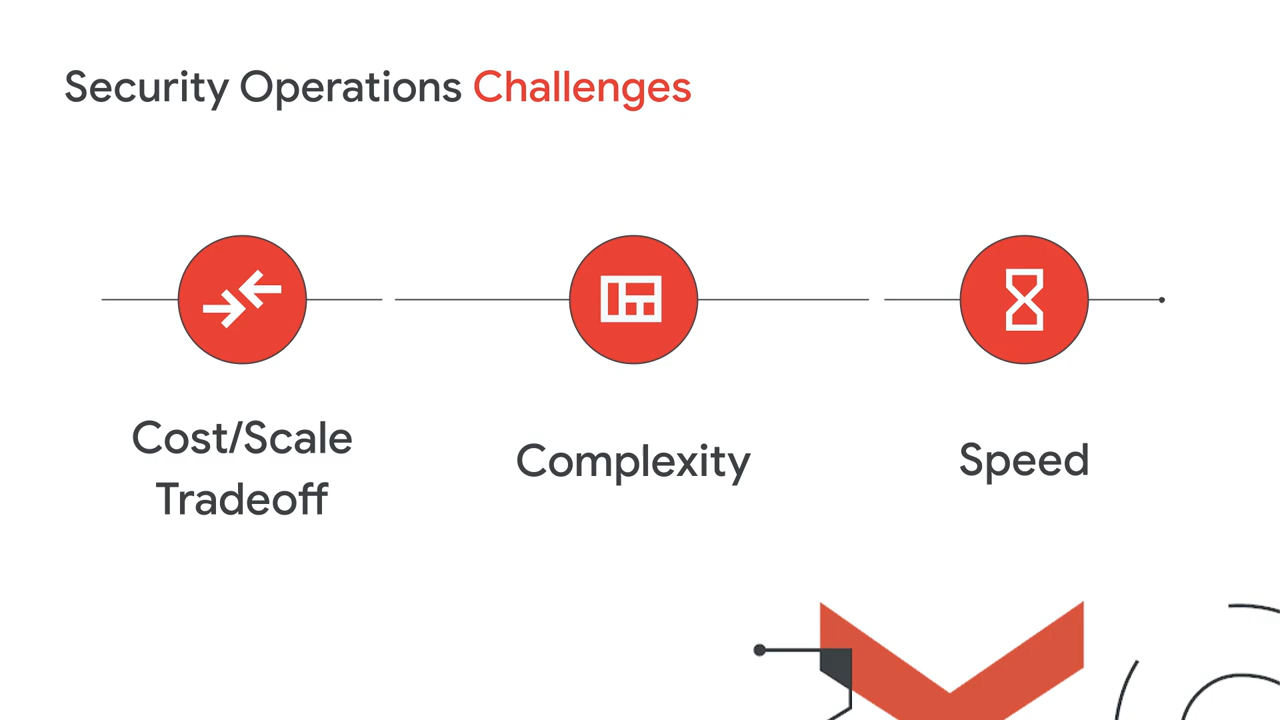 Security Operations Challenges
Cost/Scale
Tradeoff
Complexity
Speed